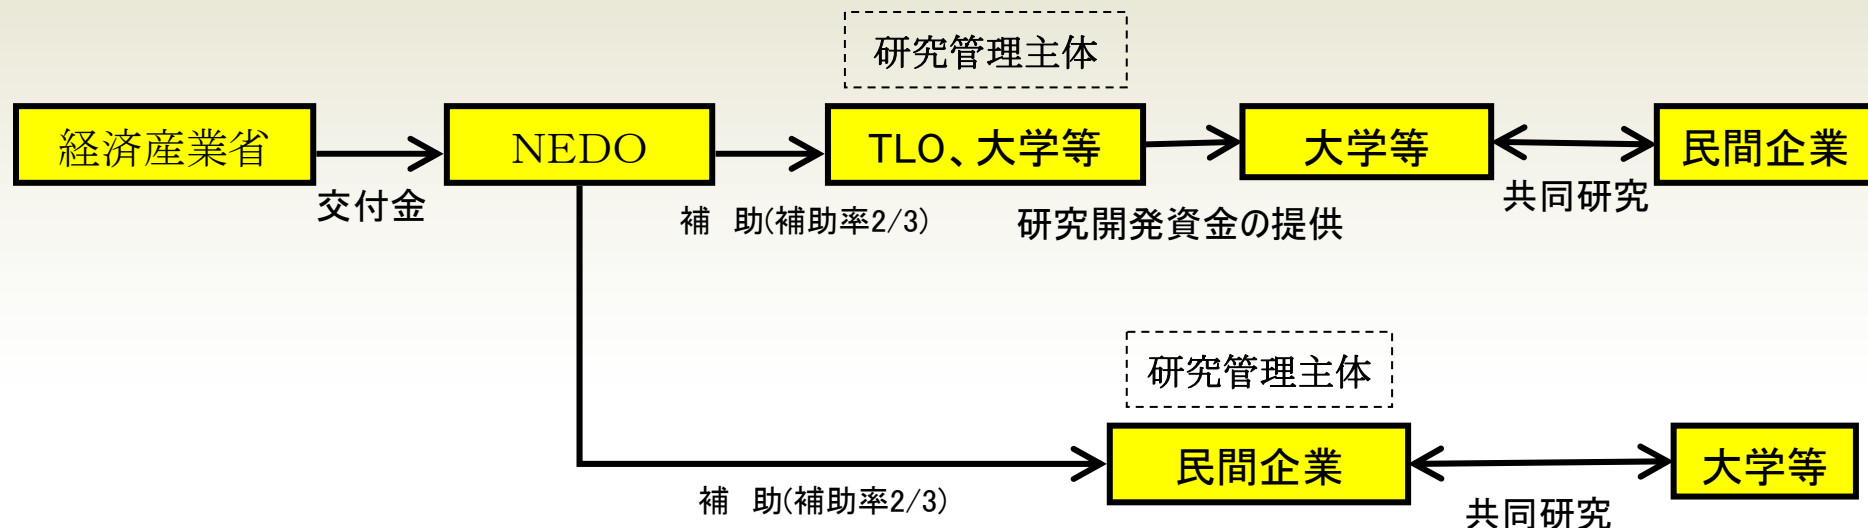 研究管理主体
経済産業省
NEDO
TLO、大学等
大学等
民間企業
交付金
補　助(補助率2/3)
研究開発資金の提供
共同研究
研究管理主体
民間企業
大学等
補　助(補助率2/3)
共同研究